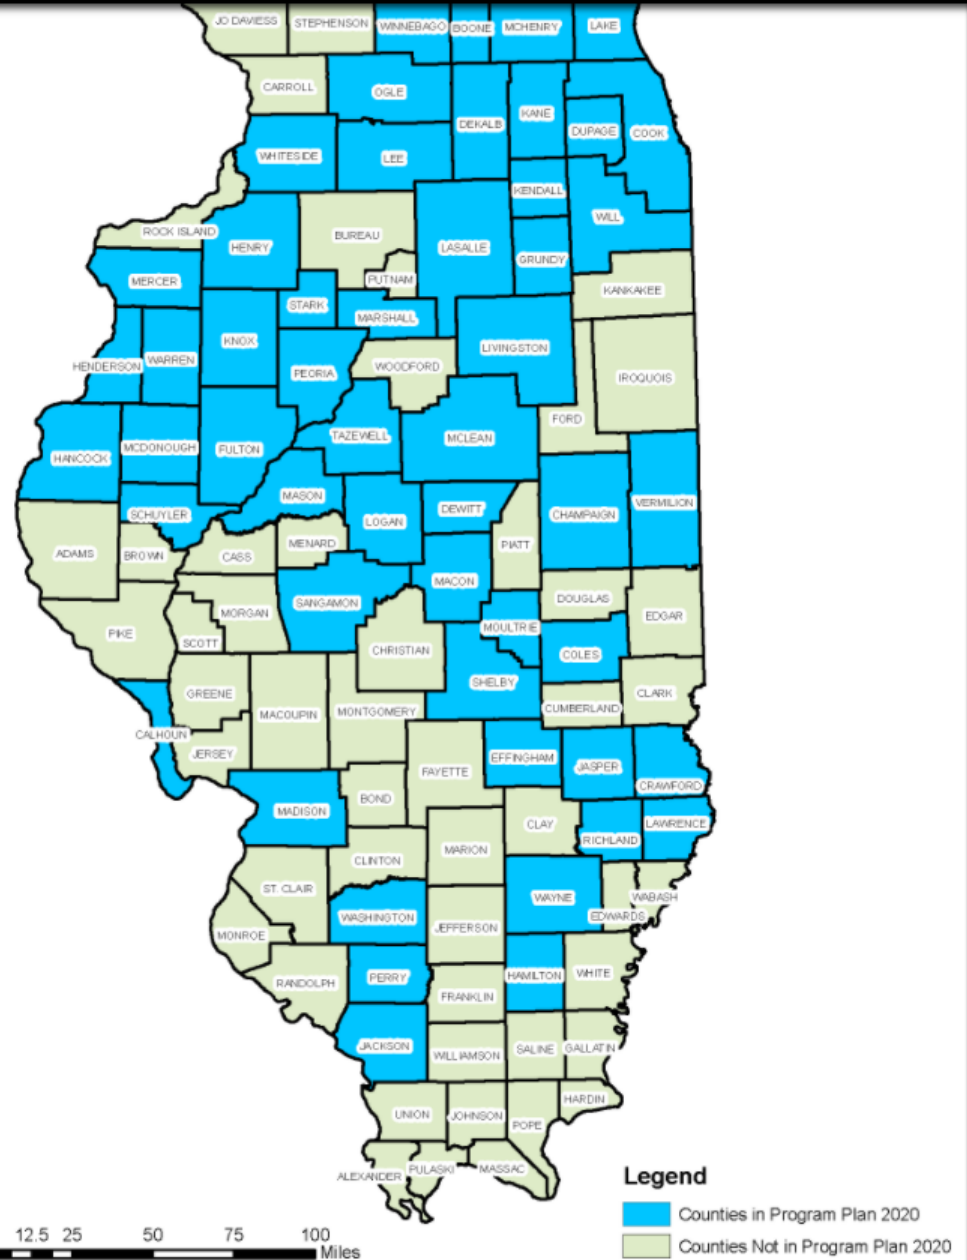 JO DAVIESS STEPHENSON WINNEBAGO BOONE MCHENRY LAKE
CARROLL OGLE DEKALB KANE DUPAGE COOK
WHITESIDE LEE KENDALL WILL
ROCK ISLAND HENRY BUREAU LASALLE GRUNDY
MERCER PUTNAM KANKAKEE
STARK MARSHALL
HENDERSON WARREN KNOX PEORIA WOODFORD LIVINGSTON IROQUOIS
FORD
HANCOCK MCDONOUGH FULTON TAZEWELL MCLEAN
SCHUYLER MASON LOGAN DEWITT CHAMPAIGN VERMILION
ADAMS BROWN CASS MENARD PIATT
MACON
PIKE SCOTT MORGAN SANGAMON MOULTRIE DOUGLAS EDGAR
CHRISTIAN COLES
GREENE SHELBY CLARK
CALHOUN MACOUPIN MONTGOMERY CUMBERLAND
JERSEY FAYETTE EFFINGHAM JASPER CRAWFORD
MADISON BOND CLAY RICHLAND LAWRENCE
CLINTON MARION
ST. CLAIR WAYNE WABASH
WASHINGTON JEFFERSON EDWARDS
MONROE
RANDOLPH PERRY HAMILTON WHITE
FRANKLIN
JACKSON WILLIAMSON SALINE GALLATIN
UNION JOHNSON POPE HARDIN
ALEXANDER PULASKI MASSAC
Legend
Counties in Program Plan 2020
Counties Not in Program Plan 2020
12.5 25 50 75 100
Miles